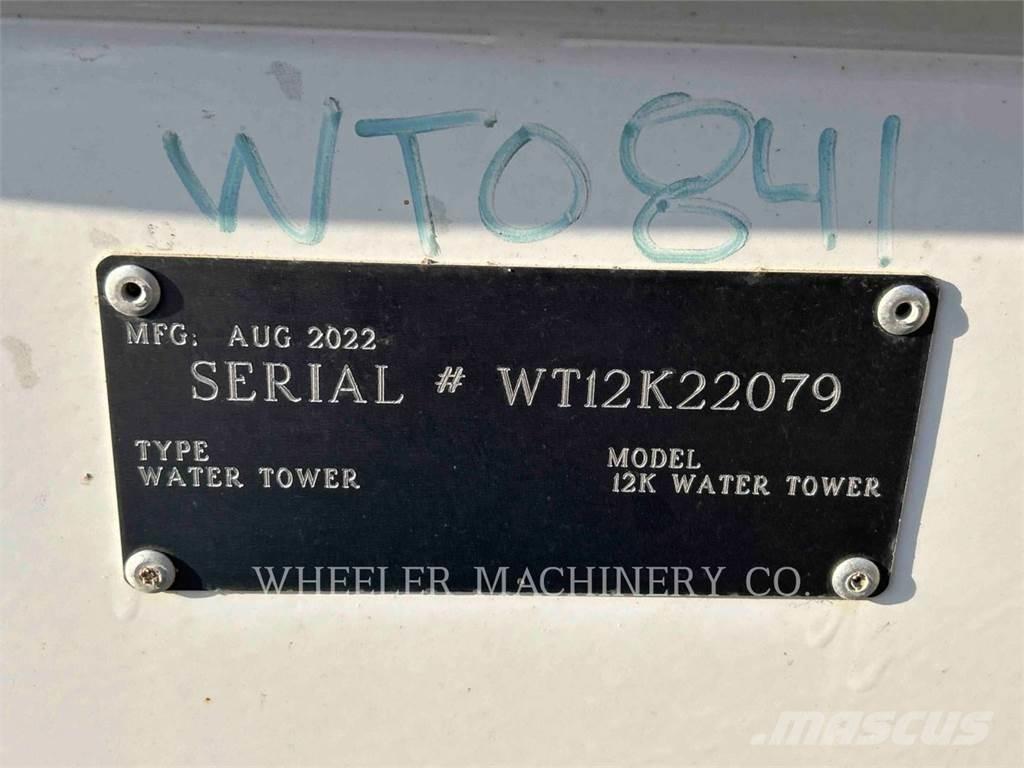 WT0841
MFG: AUG 2022
SERIAL # WT12K22079
TYPE
WATER TOWER
MODEL
12K WATER TOWER
WHEELER MACHINERY CO.
mascus